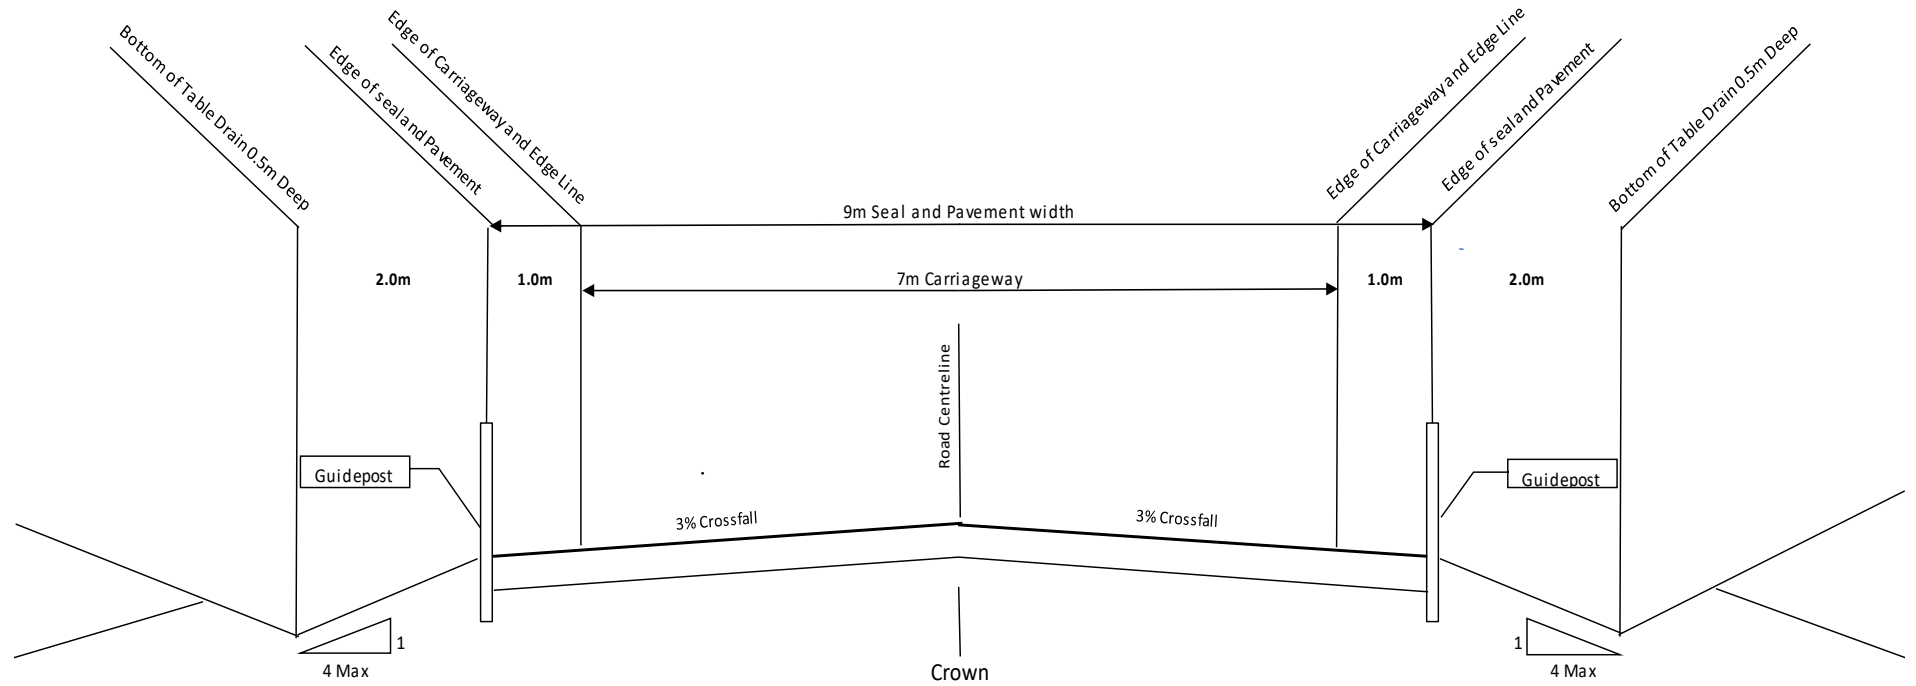 Bottom of Table Drain 0.5m Deep
Edge of seal and Pavement
Edge of Carriageway and Edge Line
Edge of Carriageway and Edge Line
Edge of seal and Pavement
Bottom of Table Drain 0.5m Deep
9m Seal and Pavement width
2.0m
1.0m
7m Carriageway
1.0m
2.0m
Road Centreline
Guidepost
Guidepost
3% Crossfall
3% Crossfall
1
4 Max
Crown
1
4 Max